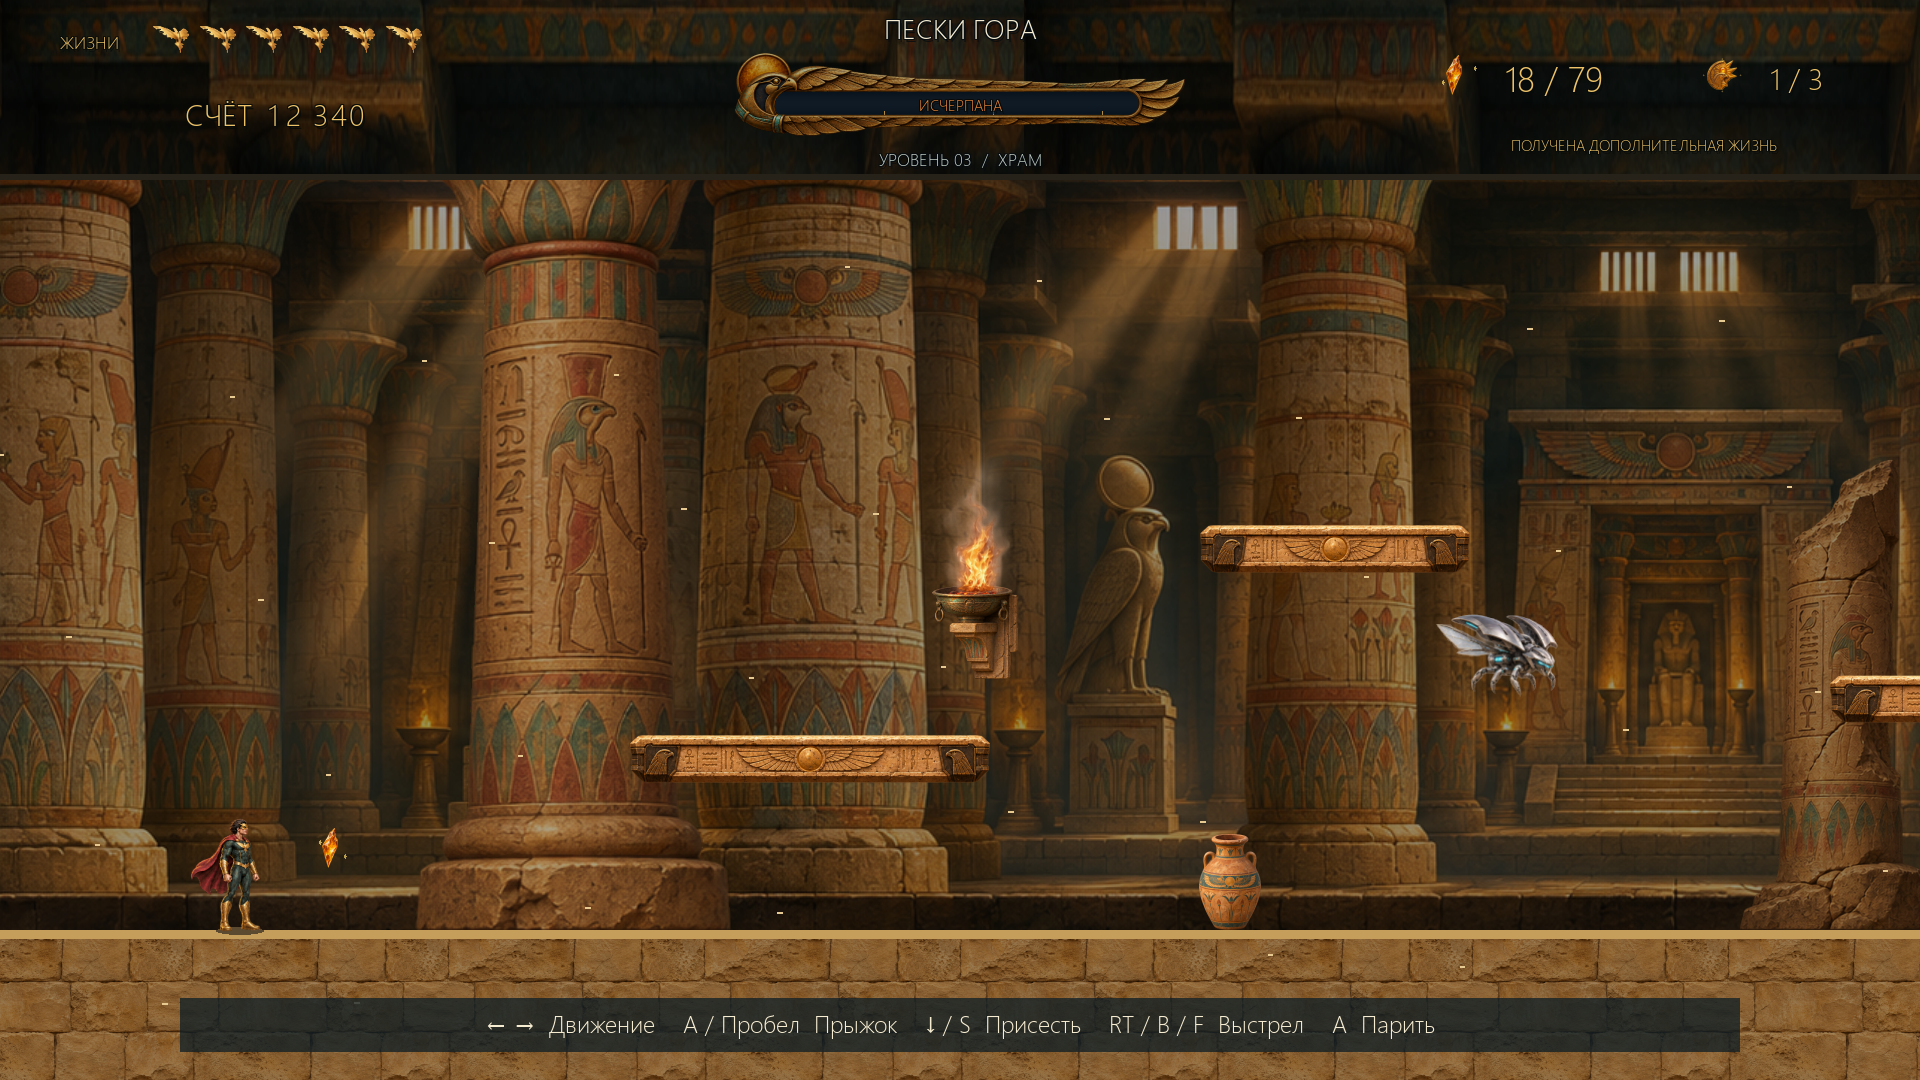 ЖИЗНИ
СЧЁТ 12 340
ПЕСКИ ГОРА
ИСЧЕРПАНА
УРОВЕНЬ 03 / ХРАМ
18 / 79
1 / 3
ПОЛУЧЕНА ДОПОЛНИТЕЛЬНАЯ ЖИЗНЬ
← → Движение A / Пробел Прыжок ↓ / S Присесть RT / B / F Выстрел A Парить